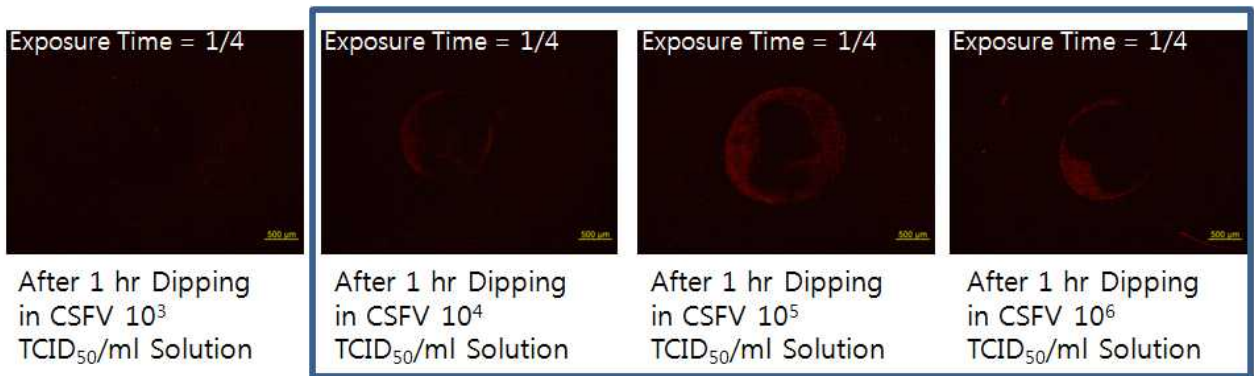 Exposure Time = 1/4
Exposure Time = 1/4
Exposure Time = 1/4
Exposure Time = 1/4
500 µm
500 µm
500 µm
500 µm
After 1 hr Dipping
in CSFV 10³
TCID₅₀/ml Solution
After 1 hr Dipping
in CSFV 10⁴
TCID₅₀/ml Solution
After 1 hr Dipping
in CSFV 10⁵
TCID₅₀/ml Solution
After 1 hr Dipping
in CSFV 10⁶
TCID₅₀/ml Solution